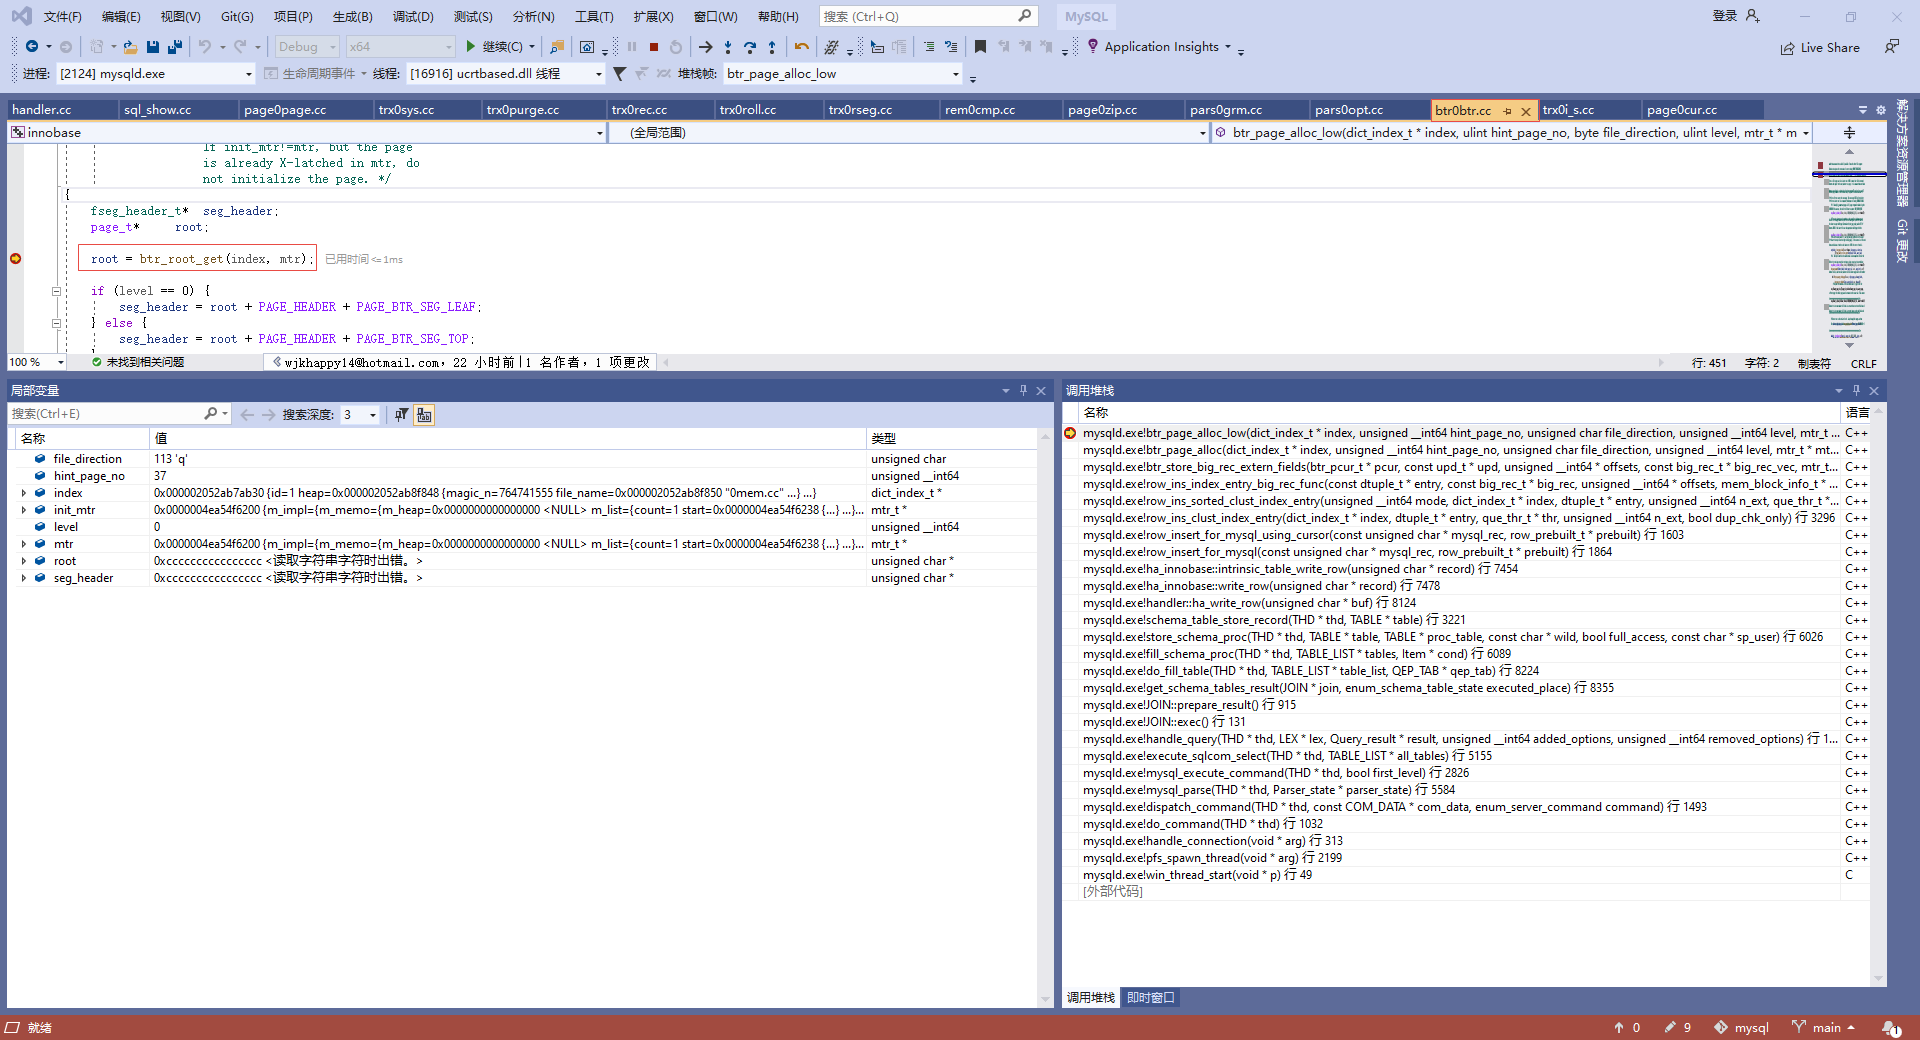 文件(F) 编辑(E) 视图(V) Git(G) 项目(P) 生成(B) 调试(D) 测试(S) 分析(N) 工具(T) 扩展(X) 窗口(W) 帮助(H) 搜索 (Ctrl+Q) MySQL 登录
Debug x64 继续(C) Application Insights Live Share
进程: [2124] mysqld.exe 生命周期事件 线程: [16916] ucrtbased.dll 线程 堆栈帧: btr_page_alloc_low
handler.cc sql_show.cc page0page.cc trx0sys.cc trx0purge.cc trx0rec.cc trx0roll.cc trx0rseg.cc rem0cmp.cc page0zip.cc pars0grm.cc pars0opt.cc btr0btr.cc trx0i_s.cc page0cur.cc
innobase (全局范围) btr_page_alloc_low(dict_index_t * index, ulint hint_page_no, byte file_direction, ulint level, mtr_t * m
If init_mtr!=mtr, but the page
is already X-latched in mtr, do
not initialize the page. */
{
fseg_header_t* seg_header;
page_t* root;
root = btr_root_get(index, mtr); 已用时间 <= 1ms
if (level == 0) {
seg_header = root + PAGE_HEADER + PAGE_BTR_SEG_LEAF;
} else {
seg_header = root + PAGE_HEADER + PAGE_BTR_SEG_TOP;
100 % 未找到相关问题 wjkhappy14@hotmail.com，22 小时前|1 名作者，1 项更改 行: 451 字符: 2 制表符 CRLF
解决方案资源管理器
Git 更改
局部变量
搜索(Ctrl+E) 搜索深度: 3
名称 值 类型
file_direction 113 'q' unsigned char
hint_page_no 37 unsigned __int64
index 0x000002052ab7ab30 {id=1 heap=0x000002052ab8f848 {magic_n=764741555 file_name=0x000002052ab8f850 "0mem.cc" ...} ...} dict_index_t *
init_mtr 0x0000004ea54f6200 {m_impl={m_memo={m_heap=0x0000000000000000 <NULL> m_list={count=1 start=0x0000004ea54f6238 {...} ...}... mtr_t *
level 0 unsigned __int64
mtr 0x0000004ea54f6200 {m_impl={m_memo={m_heap=0x0000000000000000 <NULL> m_list={count=1 start=0x0000004ea54f6238 {...} ...}... mtr_t *
root 0xcccccccccccccccc <读取字符串字符时出错。> unsigned char *
seg_header 0xcccccccccccccccc <读取字符串字符时出错。> unsigned char *
调用堆栈
名称 语言
mysqld.exe!btr_page_alloc_low(dict_index_t * index, unsigned __int64 hint_page_no, unsigned char file_direction, unsigned __int64 level, mtr_t ... C++
mysqld.exe!btr_page_alloc(dict_index_t * index, unsigned __int64 hint_page_no, unsigned char file_direction, unsigned __int64 level, mtr_t * mt... C++
mysqld.exe!btr_store_big_rec_extern_fields(btr_pcur_t * pcur, const upd_t * upd, unsigned __int64 * offsets, const big_rec_t * big_rec_vec, mtr_t... C++
mysqld.exe!row_ins_index_entry_big_rec_func(const dtuple_t * entry, const big_rec_t * big_rec, unsigned __int64 * offsets, mem_block_info_t * ... C++
mysqld.exe!row_ins_sorted_clust_index_entry(unsigned __int64 mode, dict_index_t * index, dtuple_t * entry, unsigned __int64 n_ext, que_thr_t *... C++
mysqld.exe!row_ins_clust_index_entry(dict_index_t * index, dtuple_t * entry, que_thr_t * thr, unsigned __int64 n_ext, bool dup_chk_only) 行 3296 C++
mysqld.exe!row_insert_for_mysql_using_cursor(const unsigned char * mysql_rec, row_prebuilt_t * prebuilt) 行 1603 C++
mysqld.exe!row_insert_for_mysql(const unsigned char * mysql_rec, row_prebuilt_t * prebuilt) 行 1864 C++
mysqld.exe!ha_innobase::intrinsic_table_write_row(unsigned char * record) 行 7454 C++
mysqld.exe!ha_innobase::write_row(unsigned char * record) 行 7478 C++
mysqld.exe!handler::ha_write_row(unsigned char * buf) 行 8124 C++
mysqld.exe!schema_table_store_record(THD * thd, TABLE * table) 行 3221 C++
mysqld.exe!store_schema_proc(THD * thd, TABLE * table, TABLE * proc_table, const char * wild, bool full_access, const char * sp_user) 行 6026 C++
mysqld.exe!fill_schema_proc(THD * thd, TABLE_LIST * tables, Item * cond) 行 6089 C++
mysqld.exe!do_fill_table(THD * thd, TABLE_LIST * table_list, QEP_TAB * qep_tab) 行 8224 C++
mysqld.exe!get_schema_tables_result(JOIN * join, enum_schema_table_state executed_place) 行 8355 C++
mysqld.exe!JOIN::prepare_result() 行 915 C++
mysqld.exe!JOIN::exec() 行 131 C++
mysqld.exe!handle_query(THD * thd, LEX * lex, Query_result * result, unsigned __int64 added_options, unsigned __int64 removed_options) 行 1... C++
mysqld.exe!execute_sqlcom_select(THD * thd, TABLE_LIST * all_tables) 行 5155 C++
mysqld.exe!mysql_execute_command(THD * thd, bool first_level) 行 2826 C++
mysqld.exe!mysql_parse(THD * thd, Parser_state * parser_state) 行 5584 C++
mysqld.exe!dispatch_command(THD * thd, const COM_DATA * com_data, enum_server_command command) 行 1493 C++
mysqld.exe!do_command(THD * thd) 行 1032 C++
mysqld.exe!handle_connection(void * arg) 行 313 C++
mysqld.exe!pfs_spawn_thread(void * arg) 行 2199 C++
mysqld.exe!win_thread_start(void * p) 行 49 C
[外部代码]
调用堆栈 即时窗口
就绪 0 9 mysql main 1